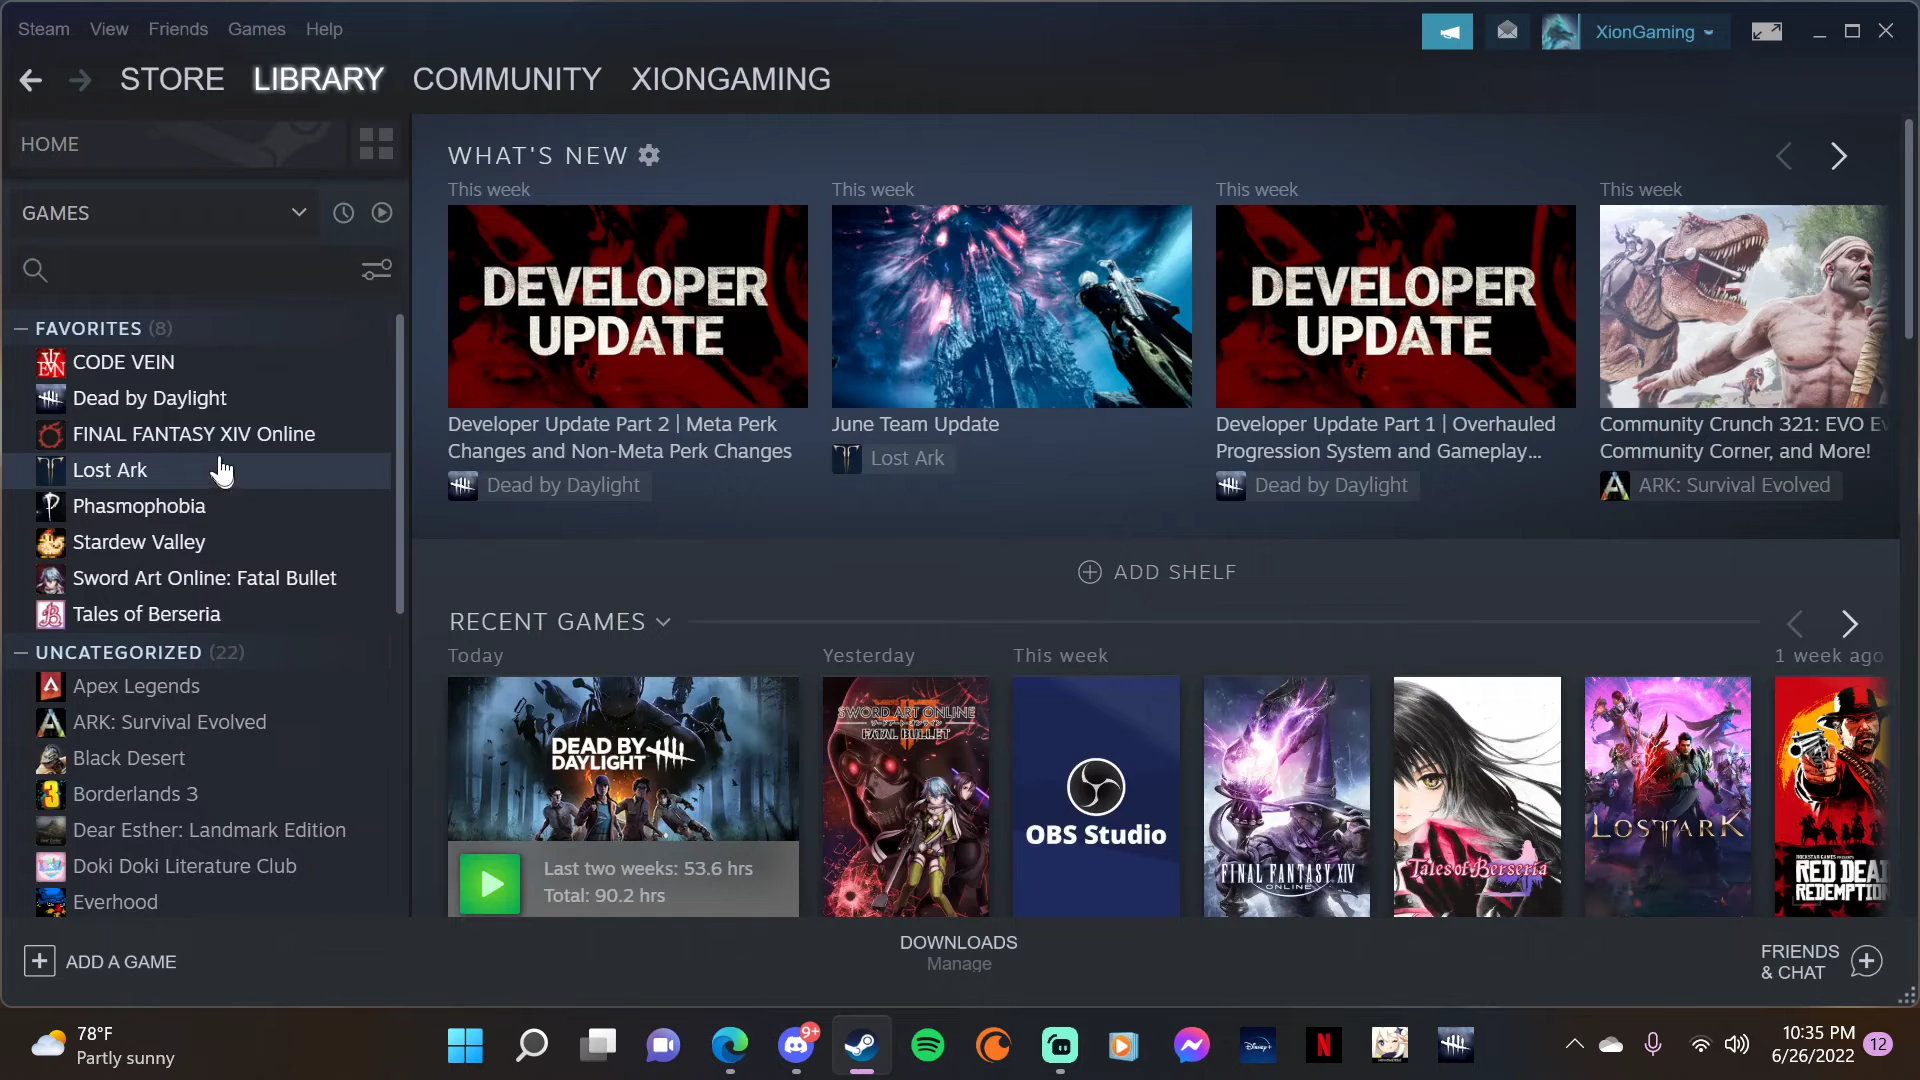 Steam View Friends Games Help
XionGaming
STORE LIBRARY COMMUNITY XIONGAMING
HOME
GAMES
FAVORITES (8)
CODE VEIN
Dead by Daylight
FINAL FANTASY XIV Online
Lost Ark
Phasmophobia
Stardew Valley
Sword Art Online: Fatal Bullet
Tales of Berseria
UNCATEGORIZED (22)
Apex Legends
ARK: Survival Evolved
Black Desert
Borderlands 3
Dear Esther: Landmark Edition
Doki Doki Literature Club
Everhood
ADD A GAME
WHAT'S NEW
This week
DEVELOPER
UPDATE
Developer Update Part 2 | Meta Perk
Changes and Non-Meta Perk Changes
Dead by Daylight
This week
June Team Update
Lost Ark
This week
DEVELOPER
UPDATE
Developer Update Part 1 | Overhauled
Progression System and Gameplay...
Dead by Daylight
This week
Community Crunch 321: EVO E
Community Corner, and More!
ARK: Survival Evolved
ADD SHELF
RECENT GAMES
Today
DEAD BY
DAYLIGHT
Last two weeks: 53.6 hrs
Total: 90.2 hrs
Yesterday
SWORD ART ONLINE
FATAL BULLET
This week
OBS Studio
FINAL FANTASY XIV
ONLINE
Tales of Berseria
LOST ARK
1 week ago
ROCKSTAR GAMES PRESENTS
RED DEAD
REDEMPTION
DOWNLOADS
Manage
FRIENDS
& CHAT
78°F
Partly sunny
9+
Disney+
N
10:35 PM
6/26/2022
12